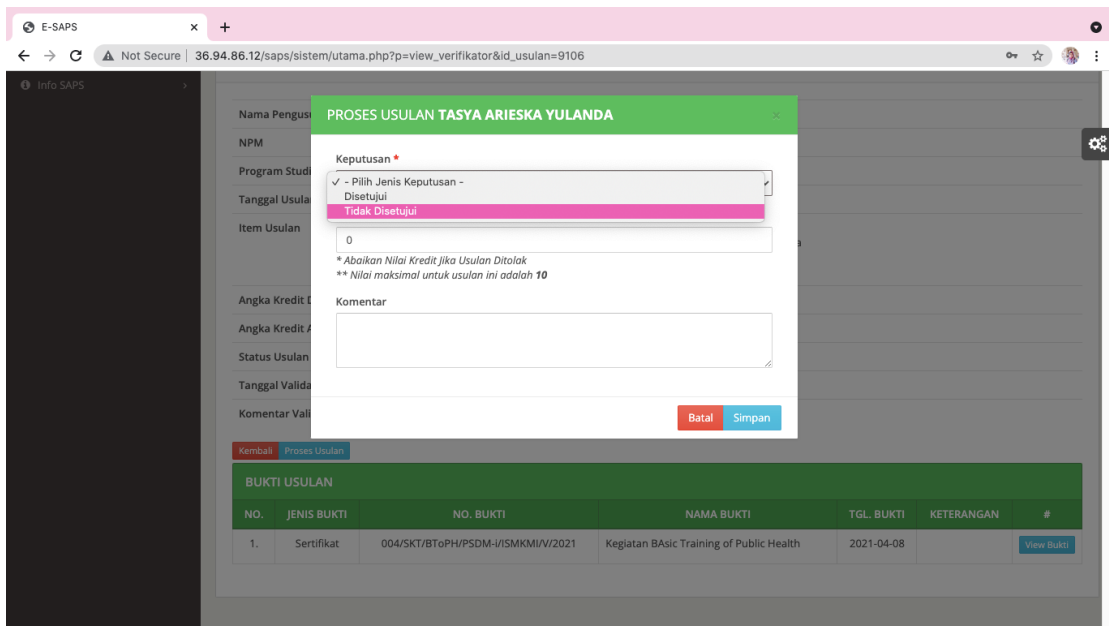 E-SAPS
Not Secure | 36.94.86.12/saps/sistem/utama.php?p=view_verifikator&id_usulan=9106
Info SAPS
PROSES USULAN TASYA ARIESKA YULANDA
Nama Pengus
NPM
Program Studi
Tanggal Usula
Item Usulan
Keputusan *
✓ - Pilih Jenis Keputusan -
Disetujui
Tidak Disetujui
0
* Abaikan Nilai Kredit Jika Usulan Ditolak
** Nilai maksimal untuk usulan ini adalah 10
Angka Kredit D
Komentar
Angka Kredit A
Status Usulan
Tanggal Valida
Komentar Vali
Batal Simpan
Kembali Proses Usulan
BUKTI USULAN
NO. JENIS BUKTI NO. BUKTI NAMA BUKTI TGL. BUKTI KETERANGAN #
1. Sertifikat 004/SKT/BToPH/PSDM-i/ISMKMI/V/2021 Kegiatan BAsic Training of Public Health 2021-04-08 View Bukti